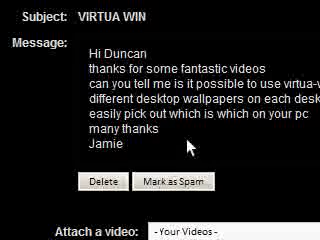 Subject: VIRTUA WIN
Message:
Hi Duncan
thanks for some fantastic videos
can you tell me is it possible to use virtua-
different desktop wallpapers on each desk
easily pick out which is which on your pc
many thanks
Jamie
Delete Mark as Spam
Attach a video: - Your Videos -